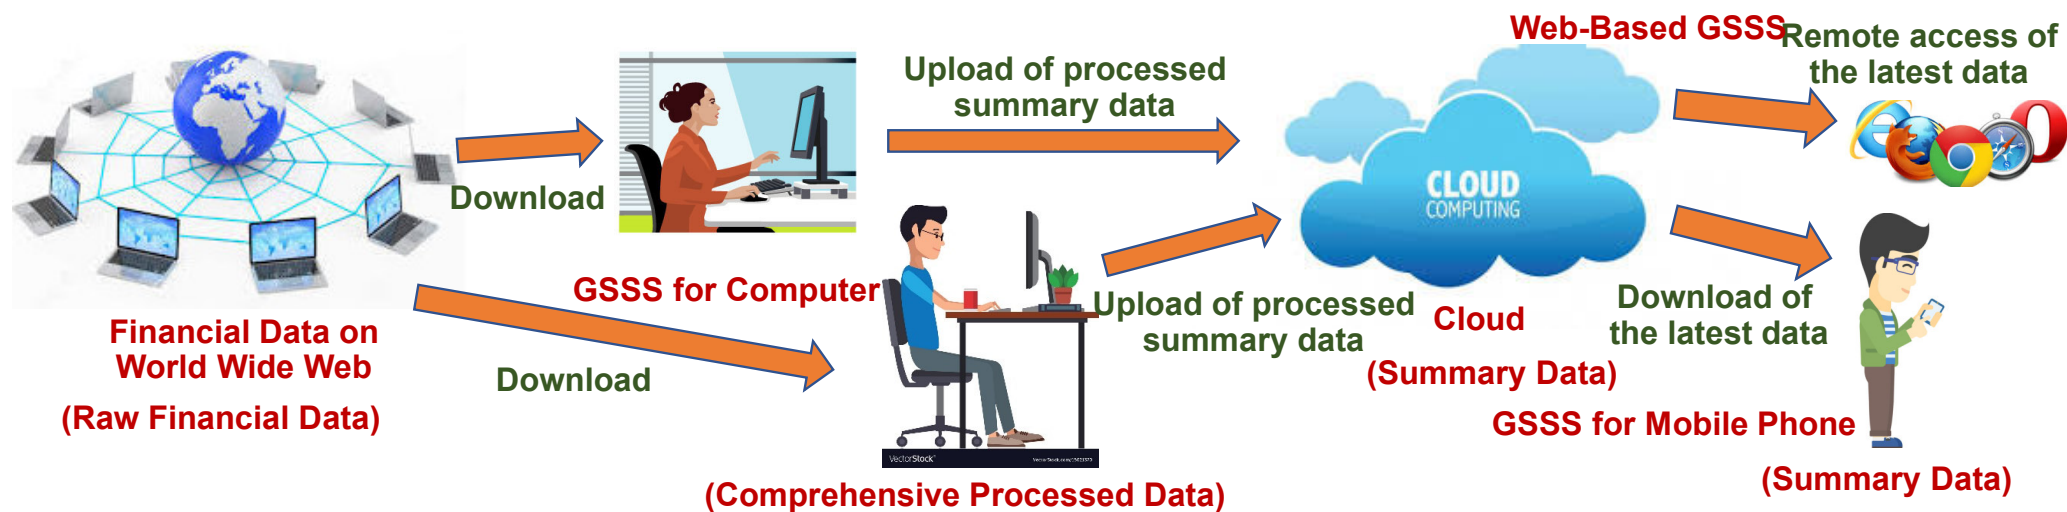 Web-Based GSSS
Remote access of
the latest data
Upload of processed
summary data
Download
CLOUD
COMPUTING
GSSS for Computer
Financial Data on
World Wide Web
(Raw Financial Data)
Download
Upload of processed
summary data
Cloud
(Summary Data)
Download of
the latest data
GSSS for Mobile Phone
(Summary Data)
VectorStock
(Comprehensive Processed Data)